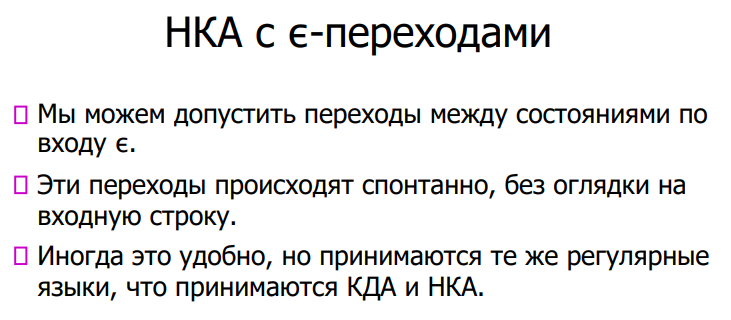 НКА с ϵ-переходами
Мы можем допустить переходы между состояниями по
входу ϵ.
Эти переходы происходят спонтанно, без оглядки на
входную строку.
Иногда это удобно, но принимаются те же регулярные
языки, что принимаются КДА и НКА.